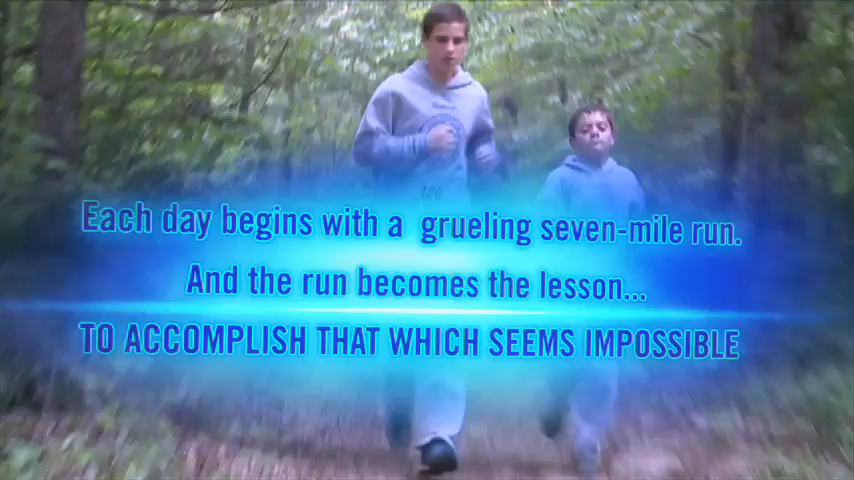 Each day begins with a grueling seven-mile run.
And the run becomes the lesson...
TO ACCOMPLISH THAT WHICH SEEMS IMPOSSIBLE